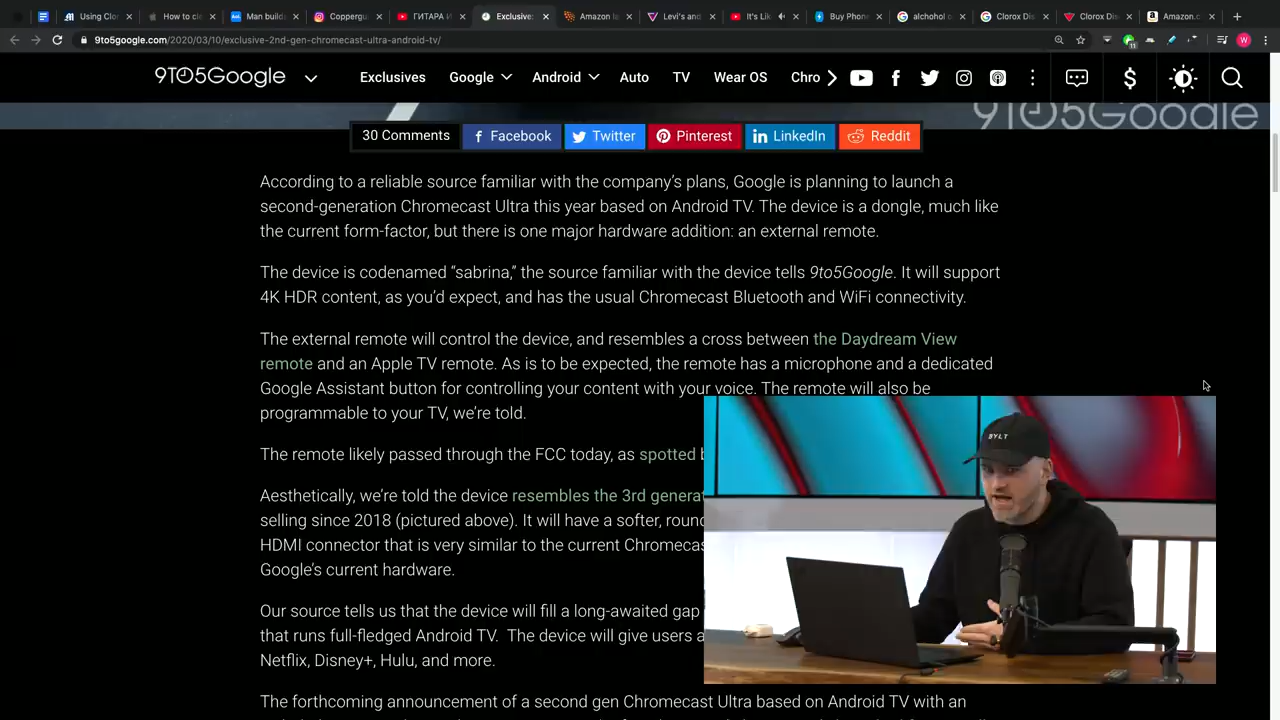 Using Clor
How to cle
Man build
Coppergu
ГИТАРА И
Exclusive:
Amazon la
Levi's and
It's Lik
Buy Phone
alchohol c
Clorox Dis
Clorox Dis
Amazon.c
9to5google.com/2020/03/10/exclusive-2nd-gen-chromecast-ultra-android-tv/
11
W
9TO5Google
Exclusives
Google
Android
Auto
TV
Wear OS
Chro
9TO5Google
30 Comments
Facebook
Twitter
Pinterest
LinkedIn
Reddit
According to a reliable source familiar with the company's plans, Google is planning to launch a
second-generation Chromecast Ultra this year based on Android TV. The device is a dongle, much like
the current form-factor, but there is one major hardware addition: an external remote.
The device is codenamed “sabrina,” the source familiar with the device tells 9to5Google. It will support
4K HDR content, as you'd expect, and has the usual Chromecast Bluetooth and WiFi connectivity.
The external remote will control the device, and resembles a cross between the Daydream View
remote and an Apple TV remote. As is to be expected, the remote has a microphone and a dedicated
Google Assistant button for controlling your content with your voice. The remote will also be
programmable to your TV, we're told.
The remote likely passed through the FCC today, as spotted b
Aesthetically, we're told the device resembles the 3rd generat
selling since 2018 (pictured above). It will have a softer, round
HDMI connector that is very similar to the current Chromecas
Google's current hardware.
Our source tells us that the device will fill a long-awaited gap
that runs full-fledged Android TV. The device will give users a
Netflix, Disney+, Hulu, and more.
The forthcoming announcement of a second gen Chromecast Ultra based on Android TV with an
BYLT